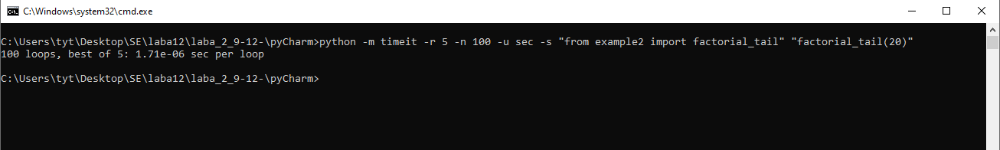 C:\Windows\system32\cmd.exe
C:\Users\tyt\Desktop\SE\laba12\laba_2_9-12-\pyCharm>python -m timeit -r 5 -n 100 -u sec -s "from example2 import factorial_tail" "factorial_tail(20)"
100 loops, best of 5: 1.71e-06 sec per loop
C:\Users\tyt\Desktop\SE\laba12\laba_2_9-12-\pyCharm>